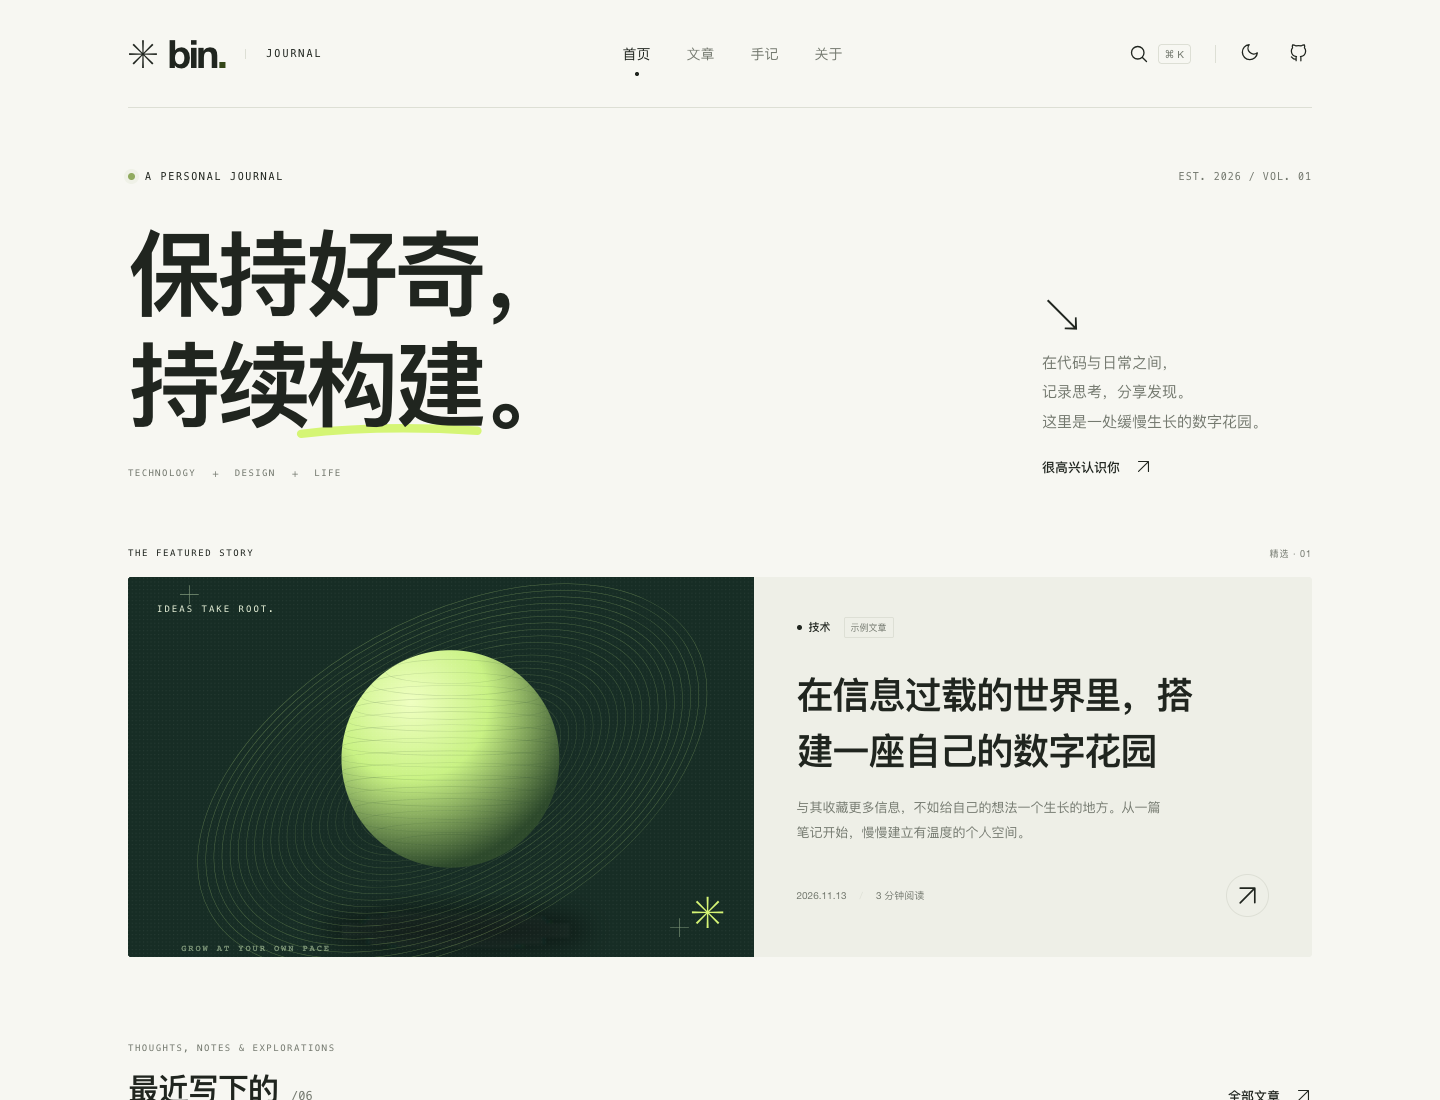 bin.
JOURNAL
首页
文章
手记
关于
⌘ K
A PERSONAL JOURNAL
EST. 2026 / VOL. 01
保持好奇，
持续构建。
在代码与日常之间，
记录思考，分享发现。
这里是一处缓慢生长的数字花园。
很高兴认识你
TECHNOLOGY + DESIGN + LIFE
THE FEATURED STORY
精选 · 01
IDEAS TAKE ROOT.
GROW AT YOUR OWN PACE
技术
示例文章
在信息过载的世界里，搭
建一座自己的数字花园
与其收藏更多信息，不如给自己的想法一个生长的地方。从一篇
笔记开始，慢慢建立有温度的个人空间。
2026.11.13 / 3 分钟阅读
THOUGHTS, NOTES & EXPLORATIONS
最近写下的 /06
全部文章